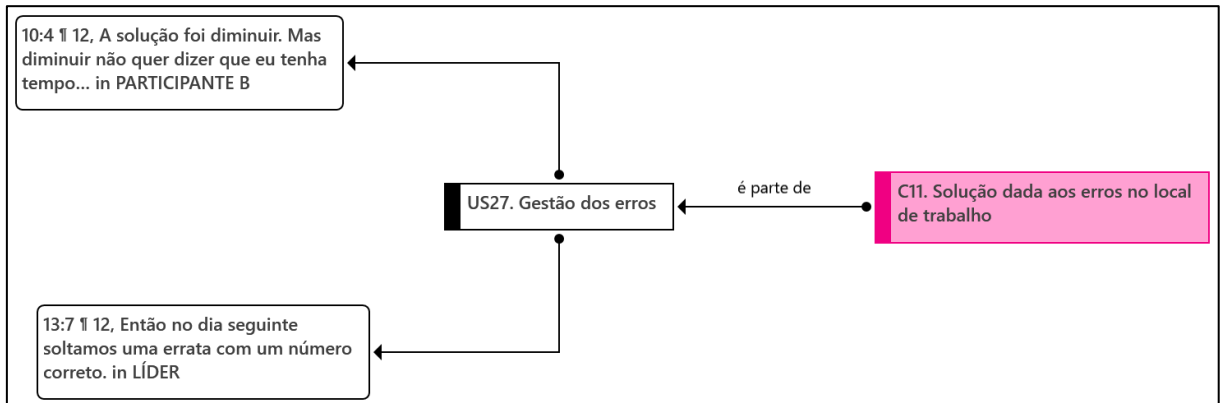 10:4 ¶ 12, A solução foi diminuir. Mas
diminuir não quer dizer que eu tenha
tempo... in PARTICIPANTE B
US27. Gestão dos erros
é parte de
C11. Solução dada aos erros no local
de trabalho
13:7 ¶ 12, Então no dia seguinte
soltamos uma errata com um número
correto. in LÍDER